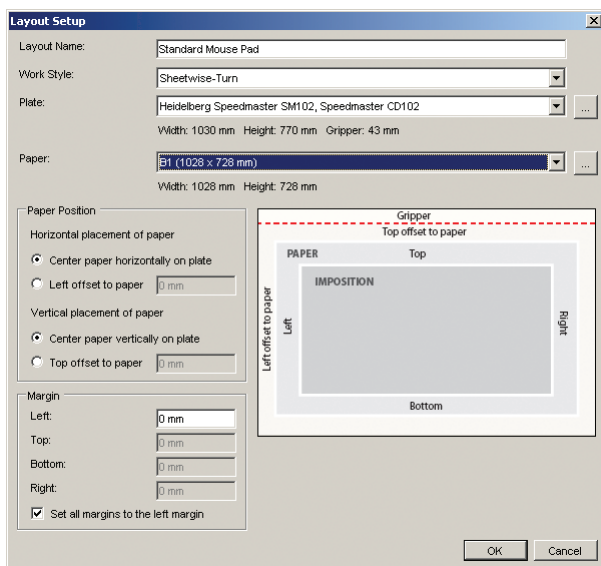 Layout Setup
Layout Name: Standard Mouse Pad
Work Style: Sheetwise-Turn
Plate: Heidelberg Speedmaster SM102, Speedmaster CD102 ...
Width: 1030 mm Height: 770 mm Gripper: 43 mm
Paper: B1 (1028 x 728 mm) ...
Width: 1028 mm Height: 728 mm
Paper Position
Horizontal placement of paper
Center paper horizontally on plate
Left offset to paper 0 mm
Vertical placement of paper
Center paper vertically on plate
Top offset to paper 0 mm
Margin
Left: 0 mm
Top: 0 mm
Bottom: 0 mm
Right: 0 mm
Set all margins to the left margin
Gripper
Top offset to paper
PAPER Top
IMPOSITION
Left offset to paper
Left
Right
Bottom
OK Cancel